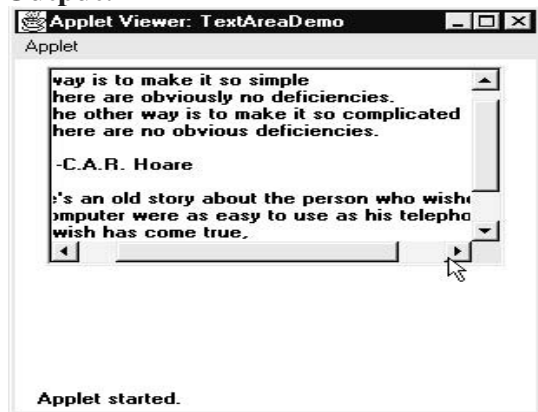 Applet Viewer: TextAreaDemo
Applet
way is to make it so simple
here are obviously no deficiencies.
he other way is to make it so complicated
here are no obvious deficiencies.
-C.A.R. Hoare
's an old story about the person who wishe
omputer were as easy to use as his telepho
wish has come true,
Applet started.